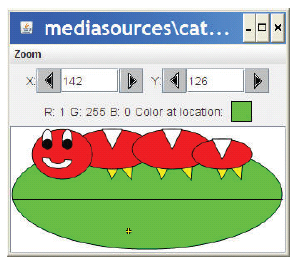 mediasources\cat...
Zoom
X: 142 Y: 126
R: 1 G: 255 B: 0 Color at location: